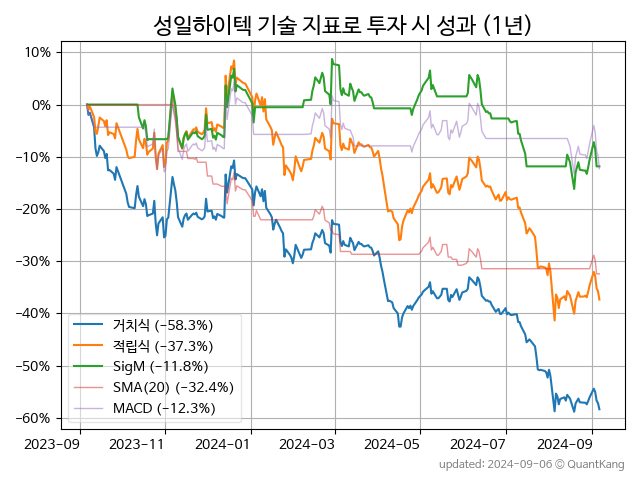 성일하이텍 기술 지표로 투자 시 성과 (1년)
10%
0%
−10%
−20%
−30%
−40%
−50%
−60%
거치식 (−58.3%)
적립식 (−37.3%)
SigM (−11.8%)
SMA(20) (−32.4%)
MACD (−12.3%)
2023-09 2023-11 2024-01 2024-03 2024-05 2024-07 2024-09
updated: 2024-09-06 © QuantKang